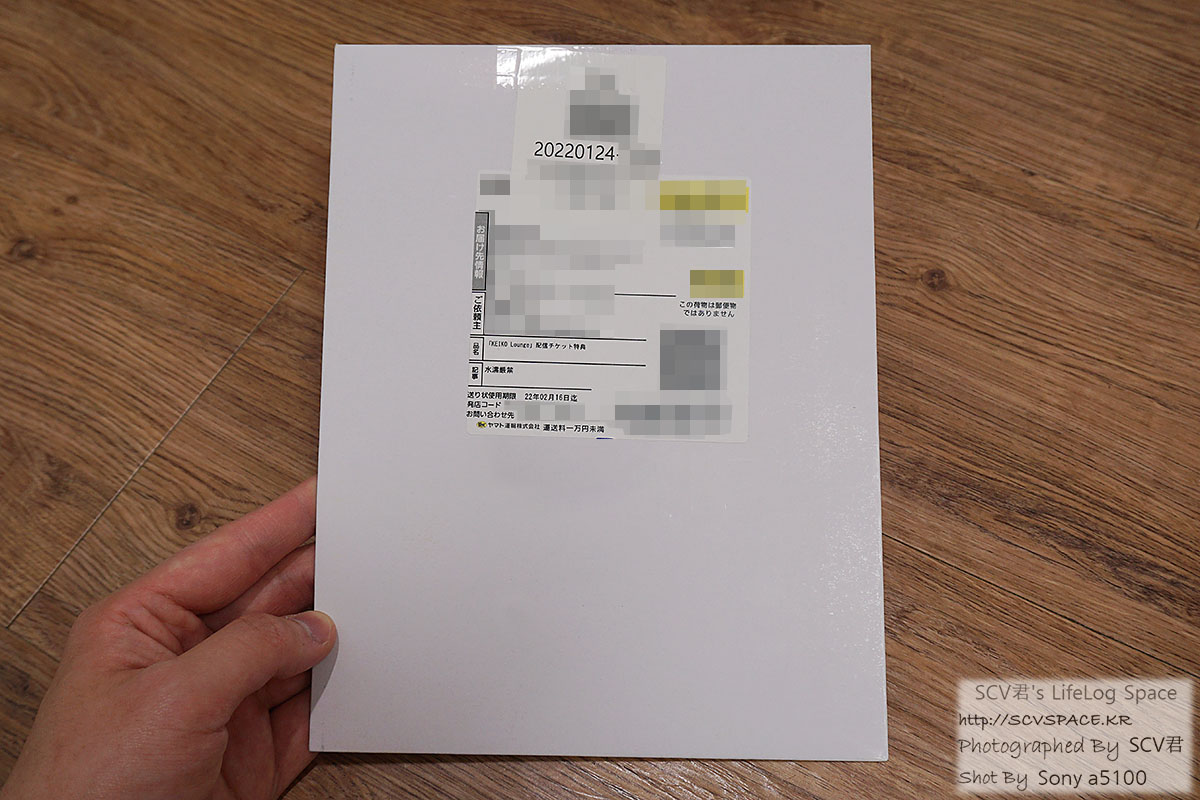 20220124-
お届け先情報
この荷物は郵便物
ではありません
ご依頼主
品名
「KEIKO Lounge」配信チケット特典
記事
水濡厳禁
送り状使用期限 22年02月16日迄
発店コード
お問い合わせ先
ヤマト運輸株式会社 運送料一万円未満
SCV君's LifeLog Space
http://SCVSPACE.KR
Photographed By SCV君
Shot By Sony a5100